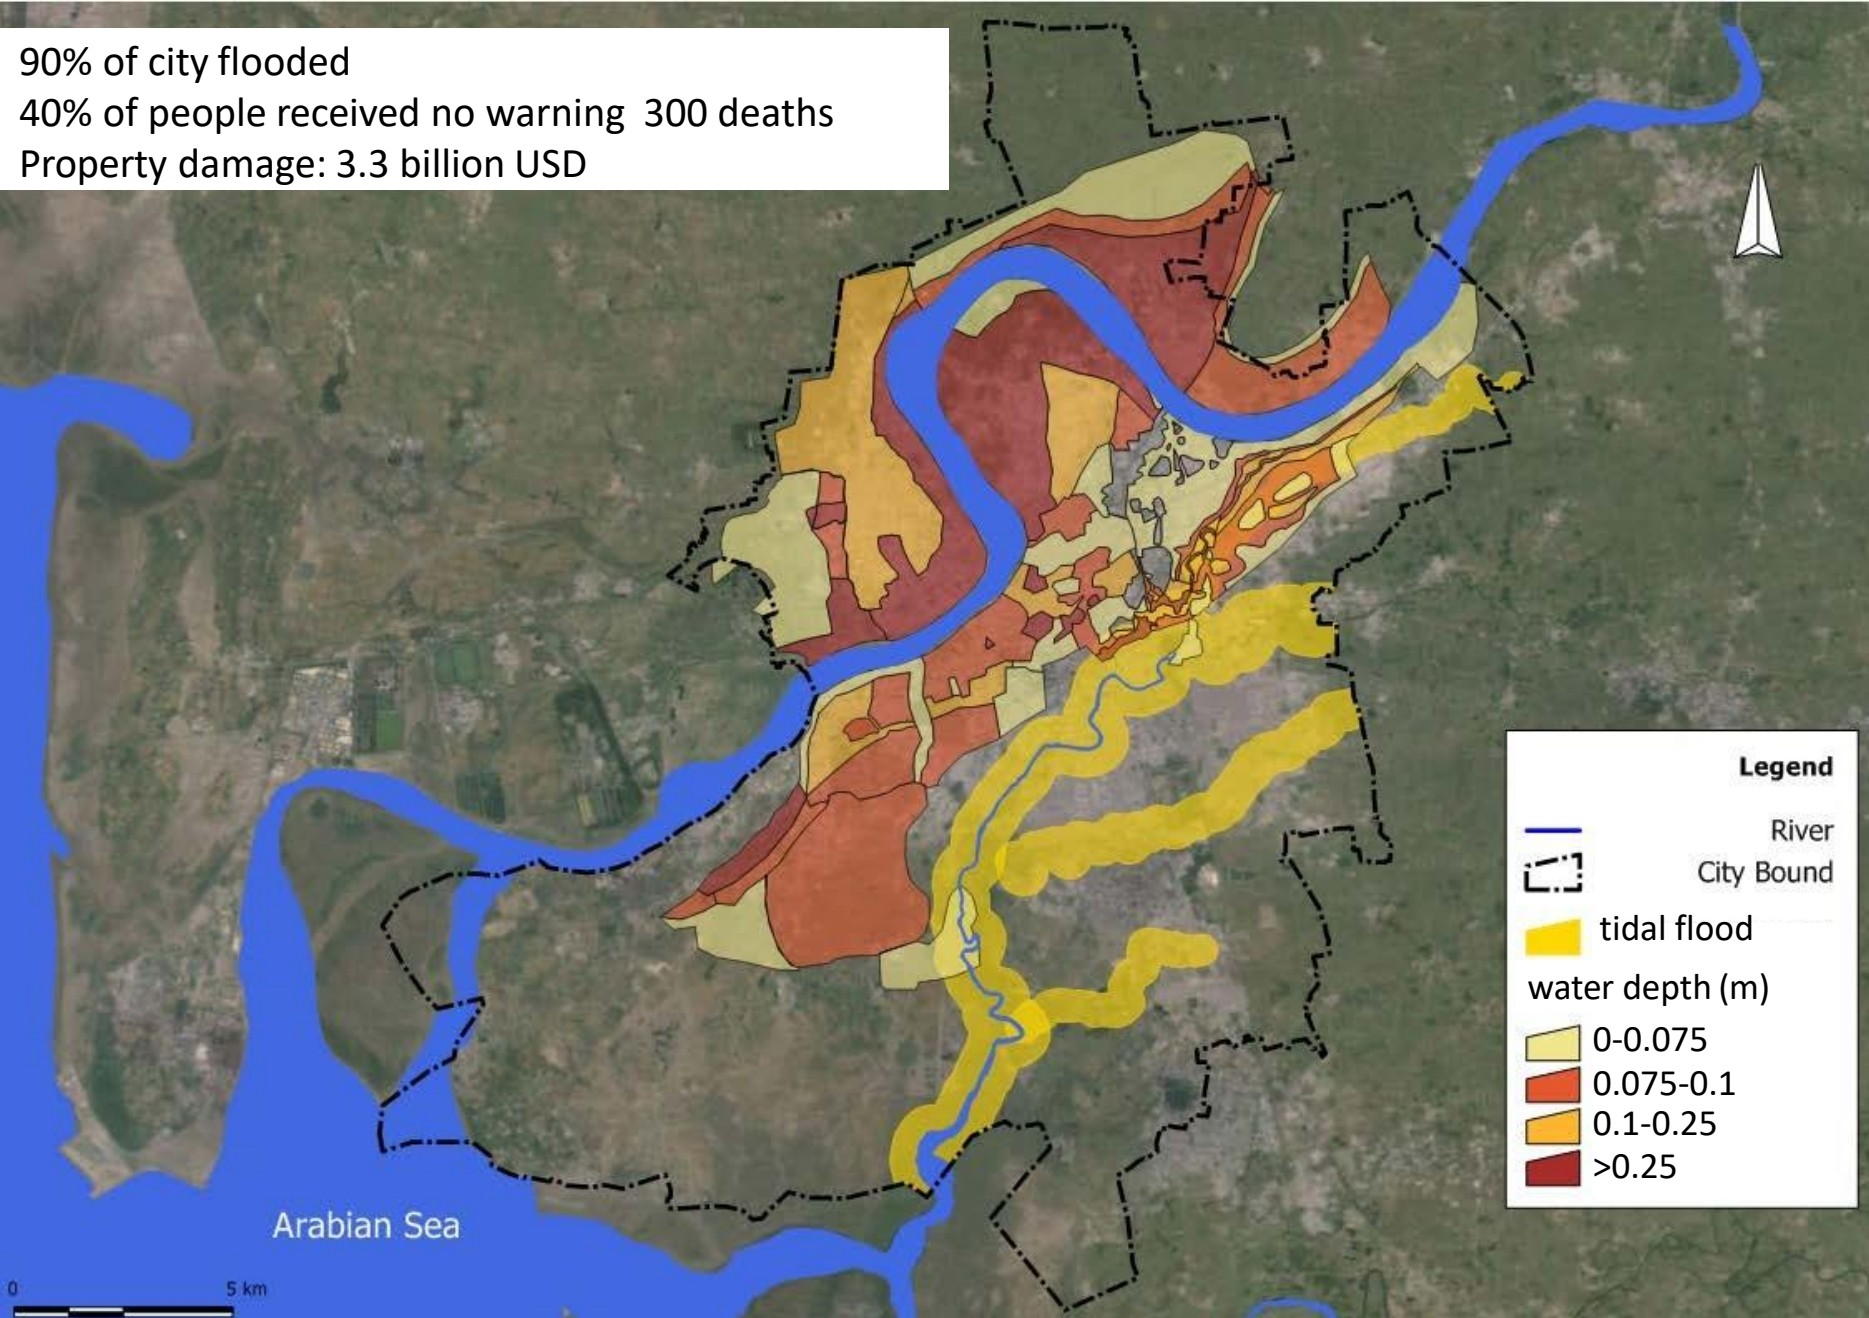 90% of city flooded
40% of people received no warning  300 deaths
Property damage: 3.3 billion USD
Legend
River
City Bound
tidal flood
water depth (m)
0-0.075
0.075-0.1
0.1-0.25
>0.25
Arabian Sea
0 5 km